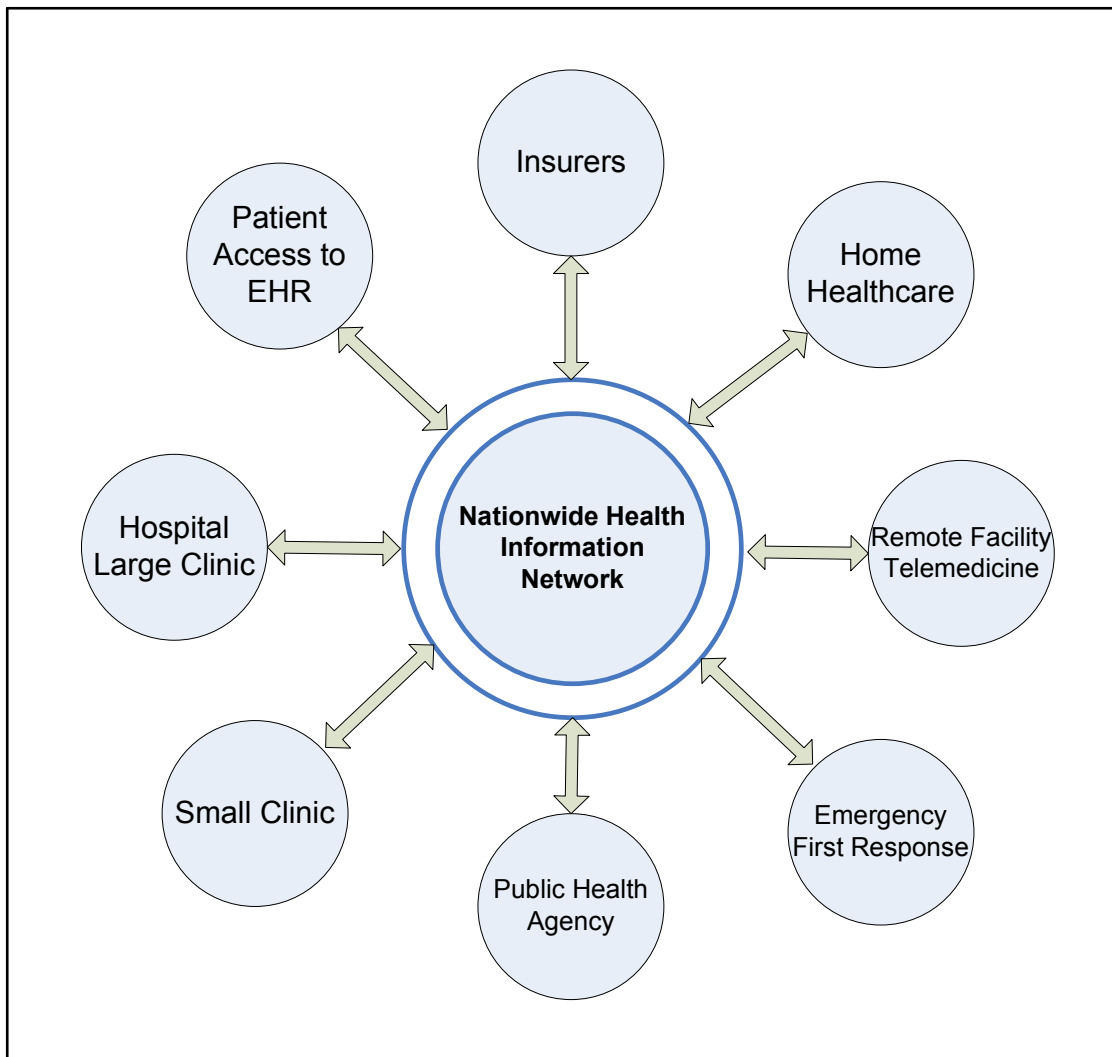 Insurers
Patient
Access to
EHR
Home
Healthcare
Nationwide Health
Information
Network
Hospital
Large Clinic
Remote Facility
Telemedicine
Small Clinic
Emergency
First Response
Public Health
Agency